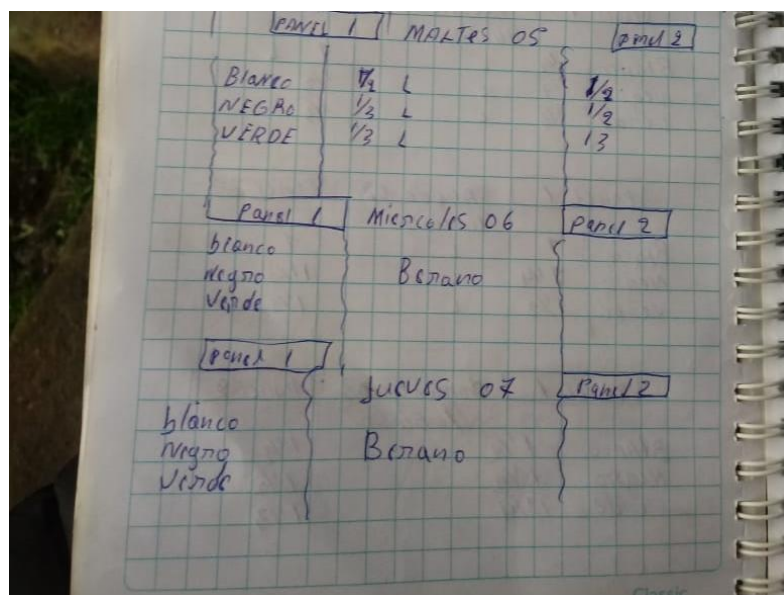 PANEL 1 MARTES 05 panel 2
Blanco 1/2 L 1/2
NEGRO 1/3 L 1/2
VERDE 1/3 L 13
Panel 1 Miercoles 06 Panel 2
blanco
Negro Berano
Verde
panel 1
jueves 07 Panel 2
blanco
Negro Berano
Verde
Classic